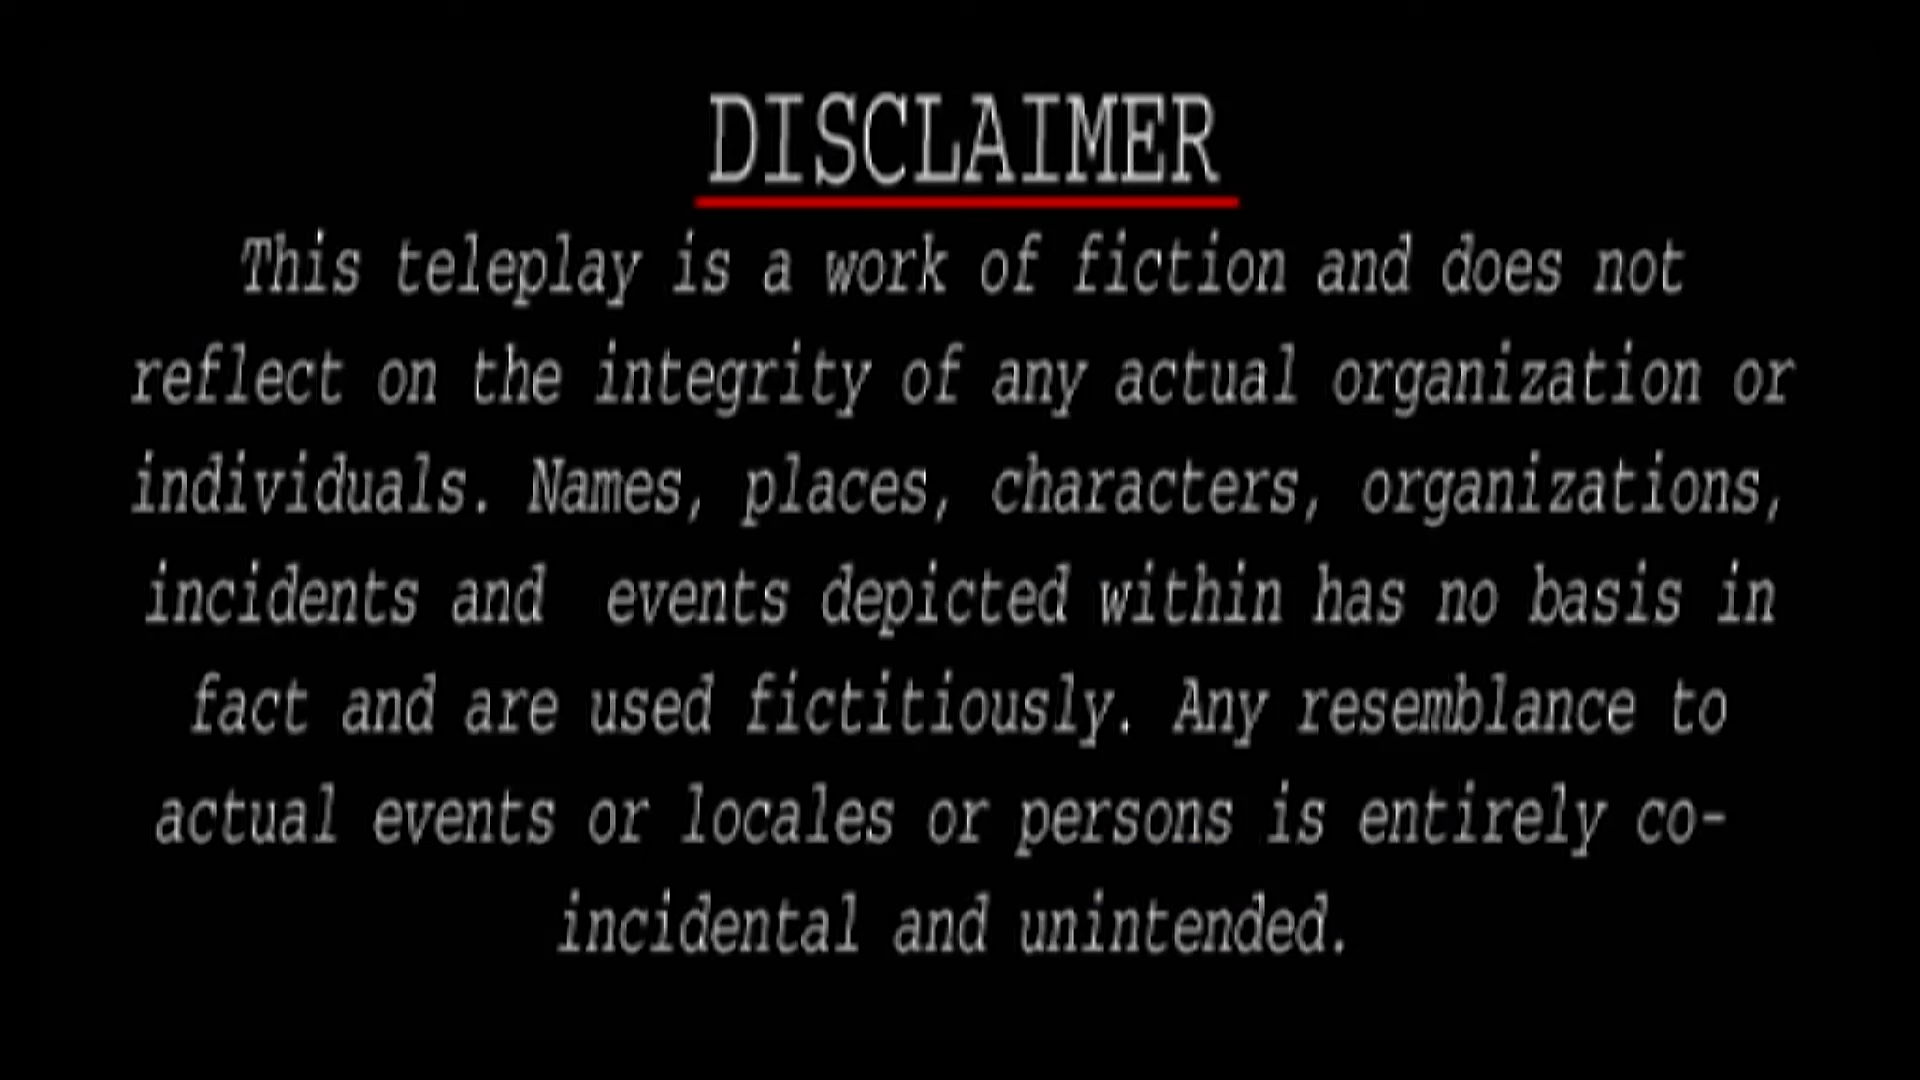 DISCLAIMER
This teleplay is a work of fiction and does not
reflect on the integrity of any actual organization or
individuals. Names, places, characters, organizations,
incidents and  events depicted within has no basis in
fact and are used fictitiously. Any resemblance to
actual events or locales or persons is entirely co-
incidental and unintended.